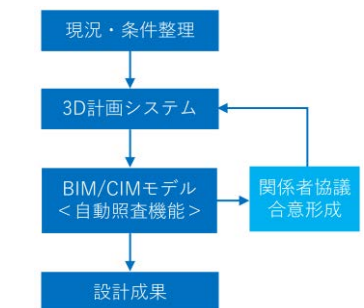 現況・条件整理
3D計画システム
BIM/CIMモデル
＜自動照査機能＞
関係者協議
合意形成
設計成果